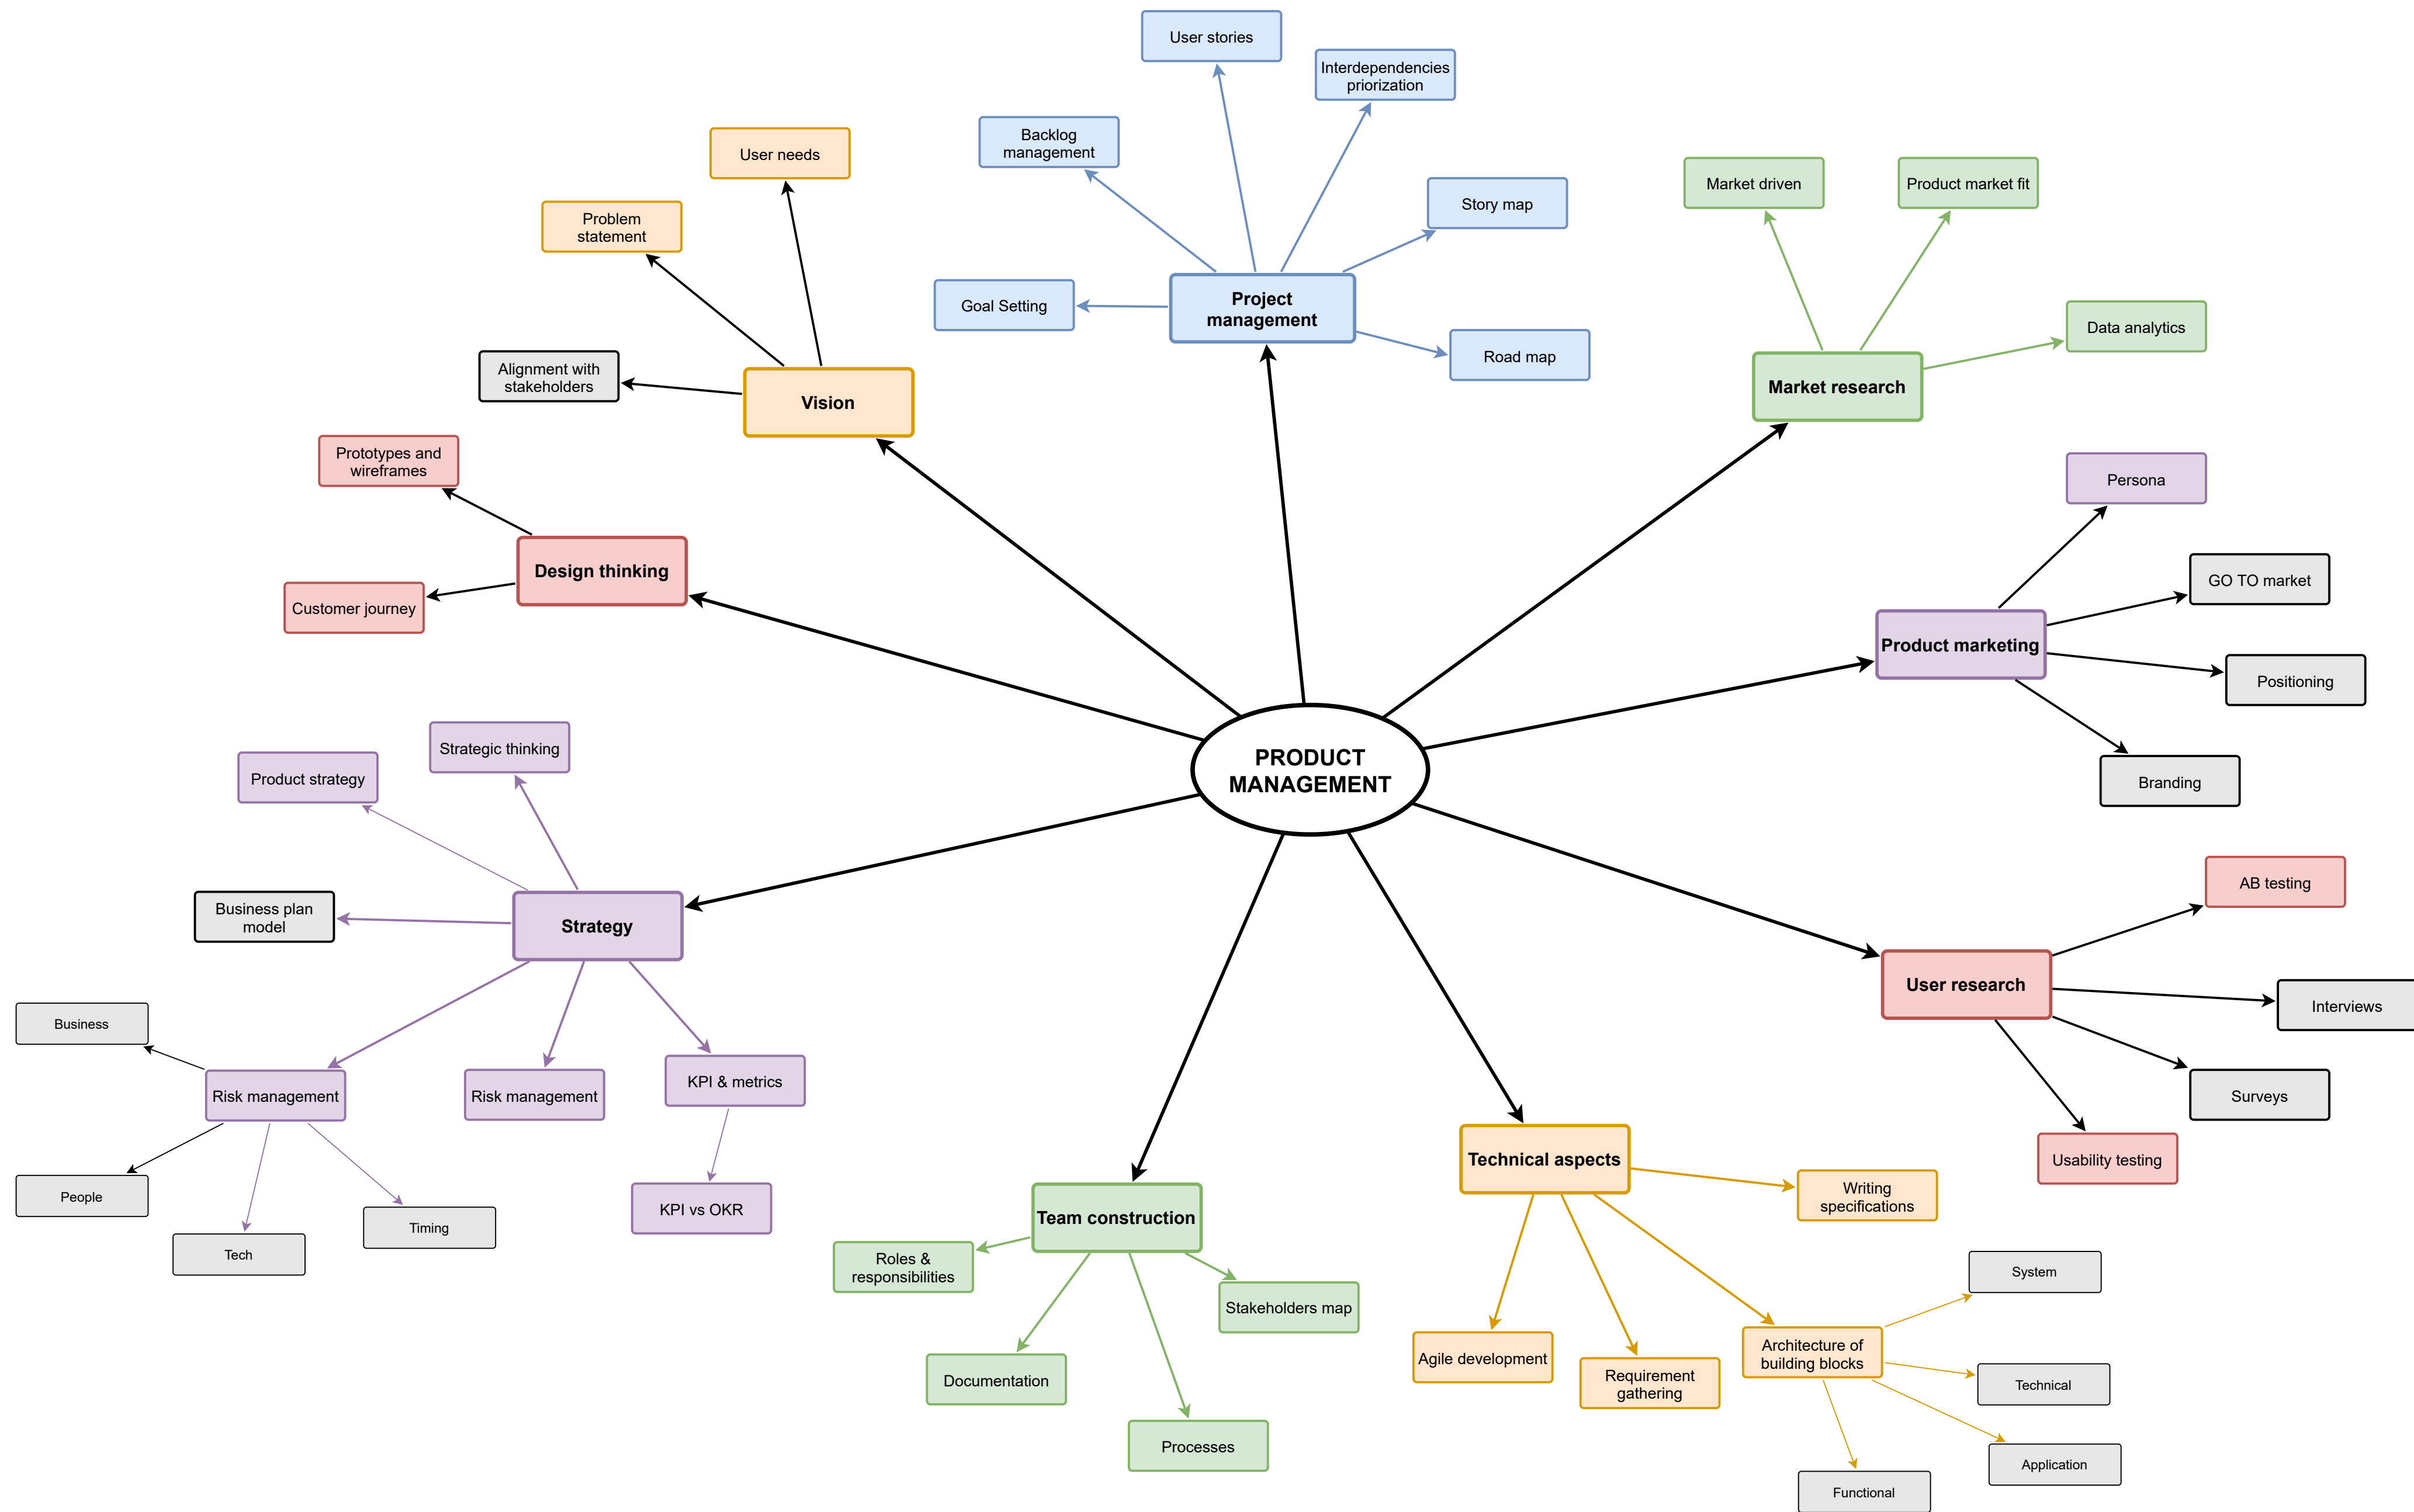 User stories
Interdependencies
priorization
Backlog
management
User needs
Market driven
Product market fit
Story map
Problem
statement
Goal Setting
Project
management
Data analytics
Road map
Alignment with
stakeholders
Vision
Market research
Prototypes and
wireframes
Persona
Design thinking
GO TO market
Customer journey
Product marketing
Positioning
Strategic thinking
Product strategy
PRODUCT
MANAGEMENT
Branding
AB testing
Business plan
model
Strategy
User research
Interviews
Business
Risk management
Risk management
KPI & metrics
Surveys
People
Tech
Timing
KPI vs OKR
Technical aspects
Usability testing
Writing
specifications
Team construction
Roles &
responsibilities
Stakeholders map
System
Documentation
Agile development
Requirement
gathering
Architecture of
building blocks
Technical
Processes
Application
Functional